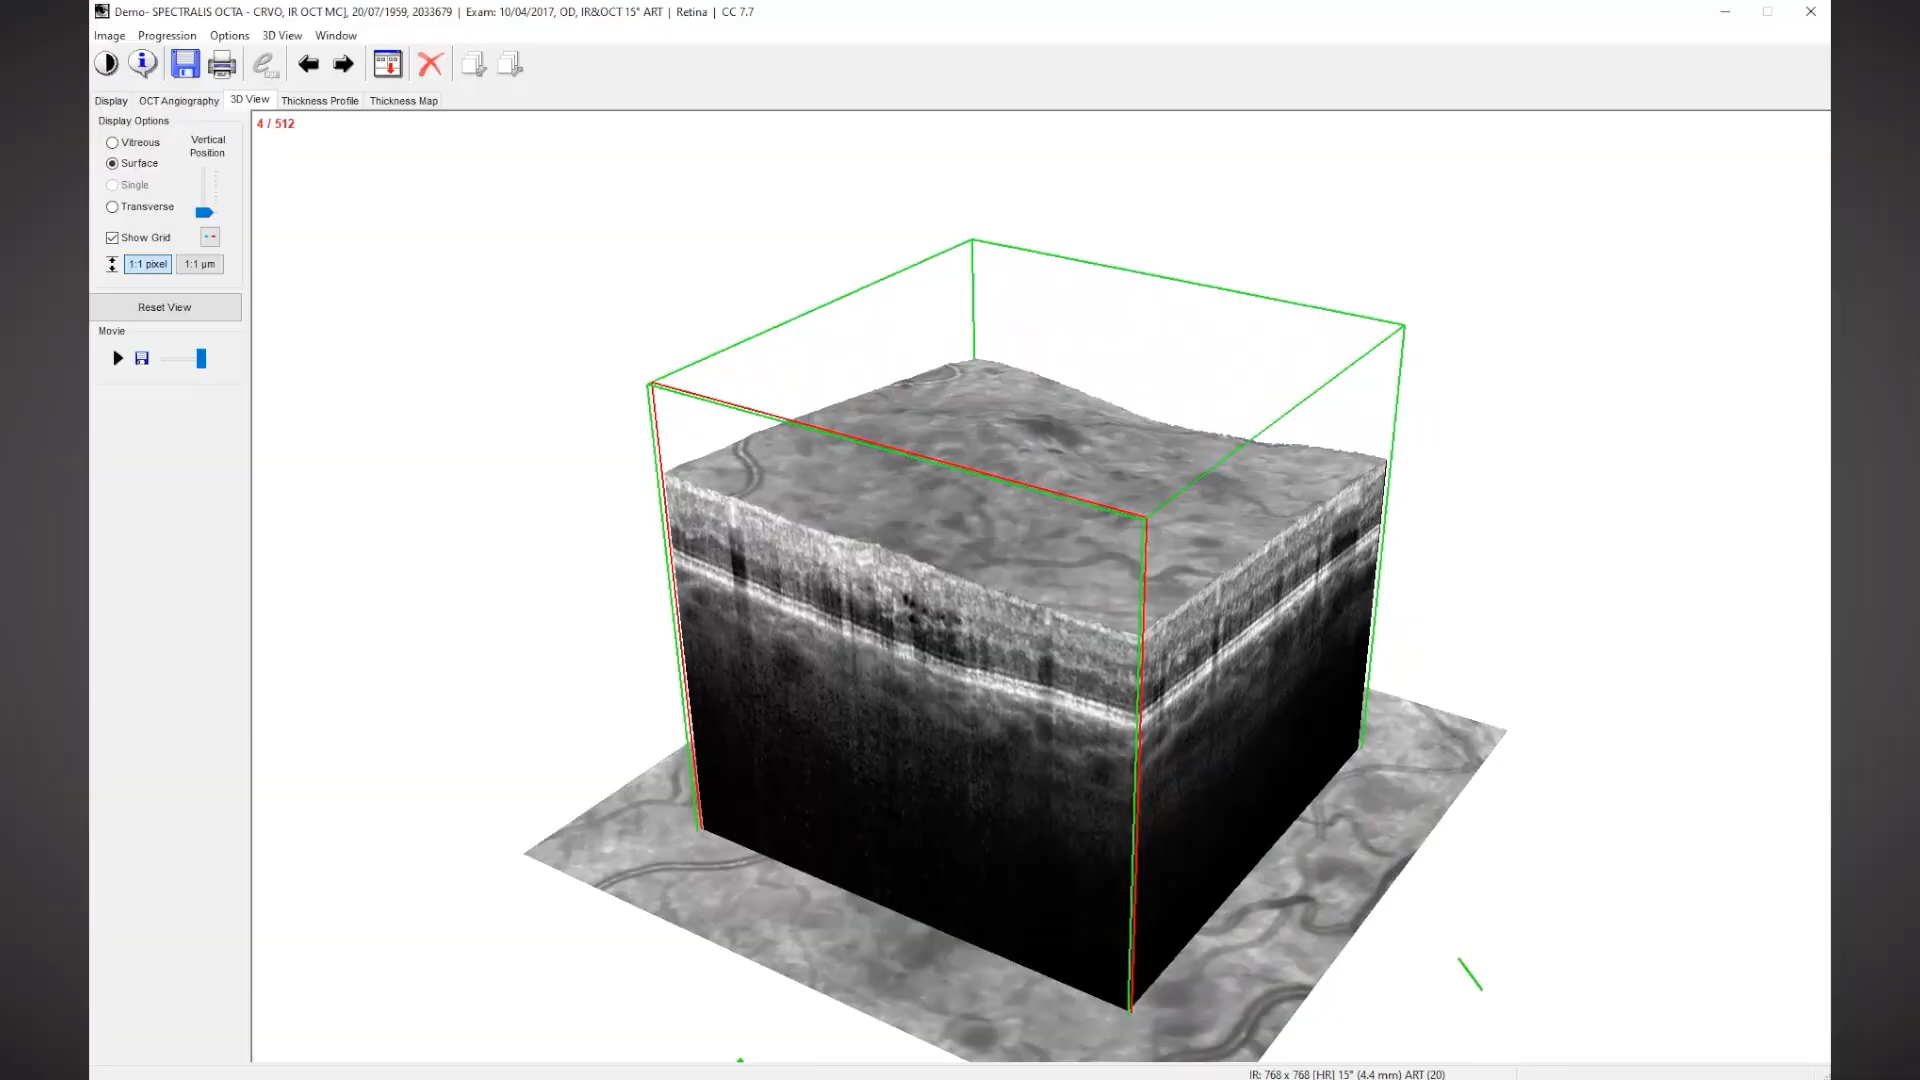 Demo- SPECTRALIS OCTA - CRVO, IR OCT MC], 20/07/1959, 2033679 | Exam: 10/04/2017, OD, IR&OCT 15° ART | Retina | CC 7.7
Image Progression Options 3D View Window
Display OCT Angiography 3D View Thickness Profile Thickness Map
Display Options
4 / 512
Vitreous
Vertical
Position
Surface
Single
Transverse
Show Grid
1:1 pixel 1:1 µm
Reset View
Movie
IR: 768 x 768 [HR] 15° (4.4 mm) ART (20)